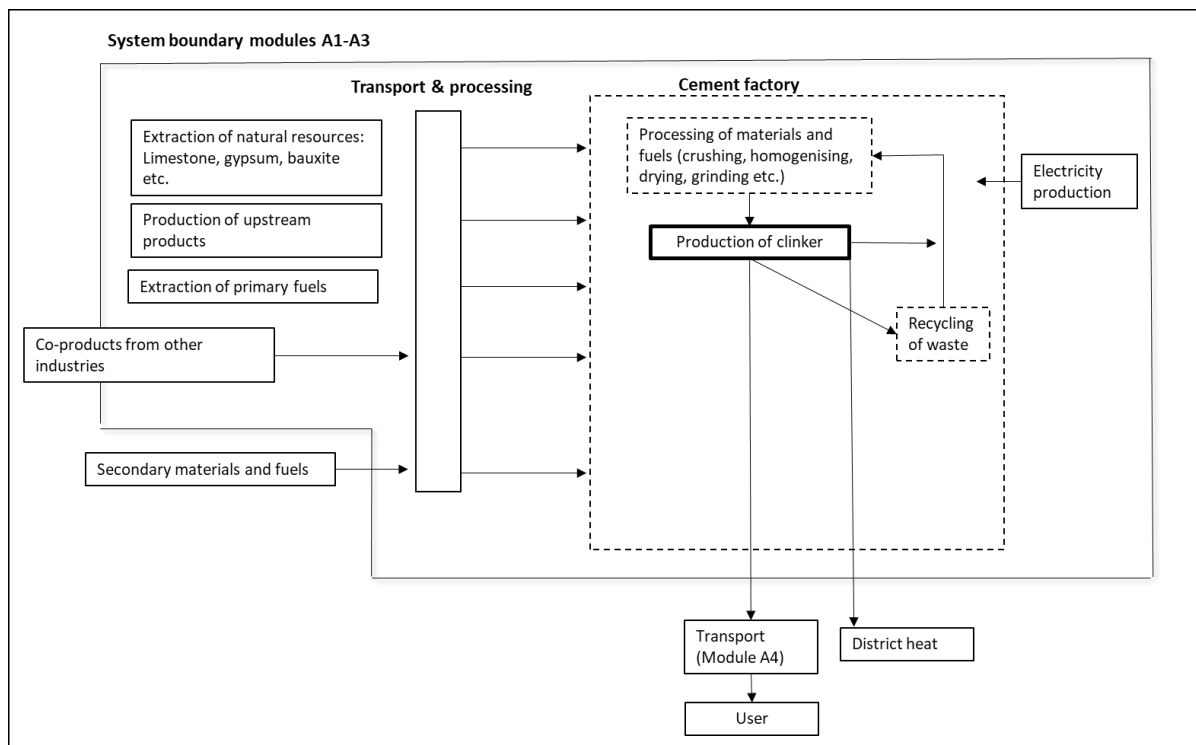 System boundary modules A1-A3
Transport & processing
Cement factory
Extraction of natural resources:
Limestone, gypsum, bauxite
etc.
Processing of materials and
fuels (crushing, homogenising,
drying, grinding etc.)
Electricity
production
Production of upstream
products
Production of clinker
Extraction of primary fuels
Recycling
of waste
Co-products from other
industries
Secondary materials and fuels
Transport
(Module A4)
District heat
User